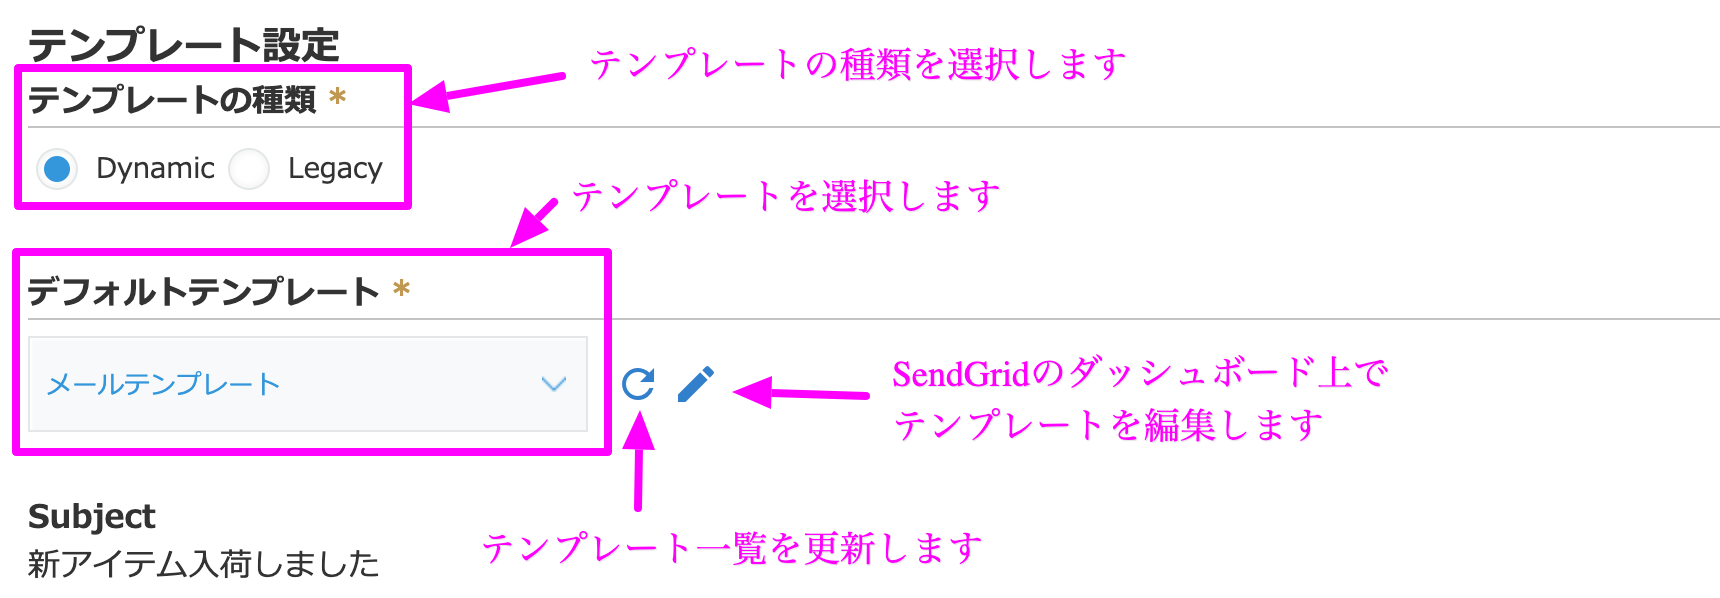 テンプレート設定
テンプレートの種類を選択します
テンプレートの種類 *
Dynamic Legacy
テンプレートを選択します
デフォルトテンプレート *
メールテンプレート
SendGridのダッシュボード上で
テンプレートを編集します
Subject
新アイテム入荷しました
テンプレート一覧を更新します